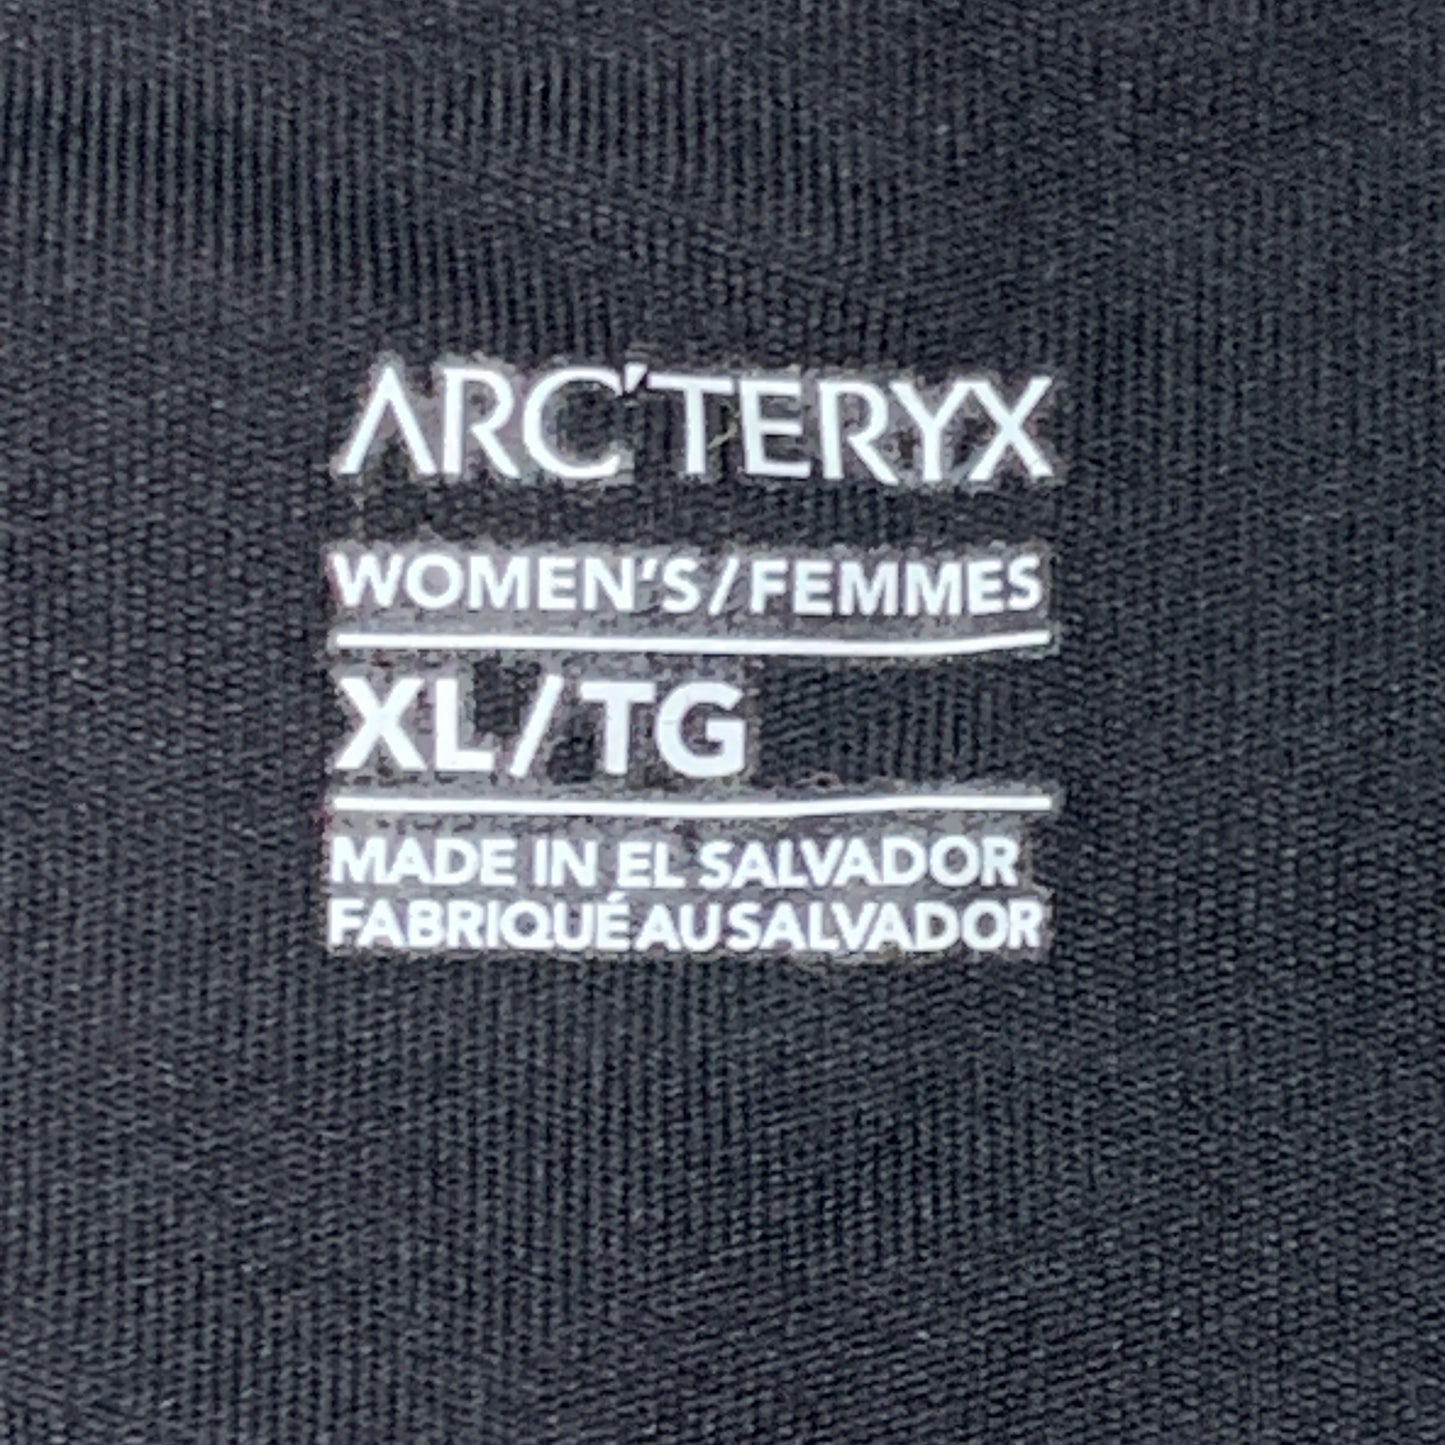 ARC'TERYX
WOMEN'S/FEMMES
XL/TG
MADE IN EL SALVADOR
FABRIQUÉ AU SALVADOR